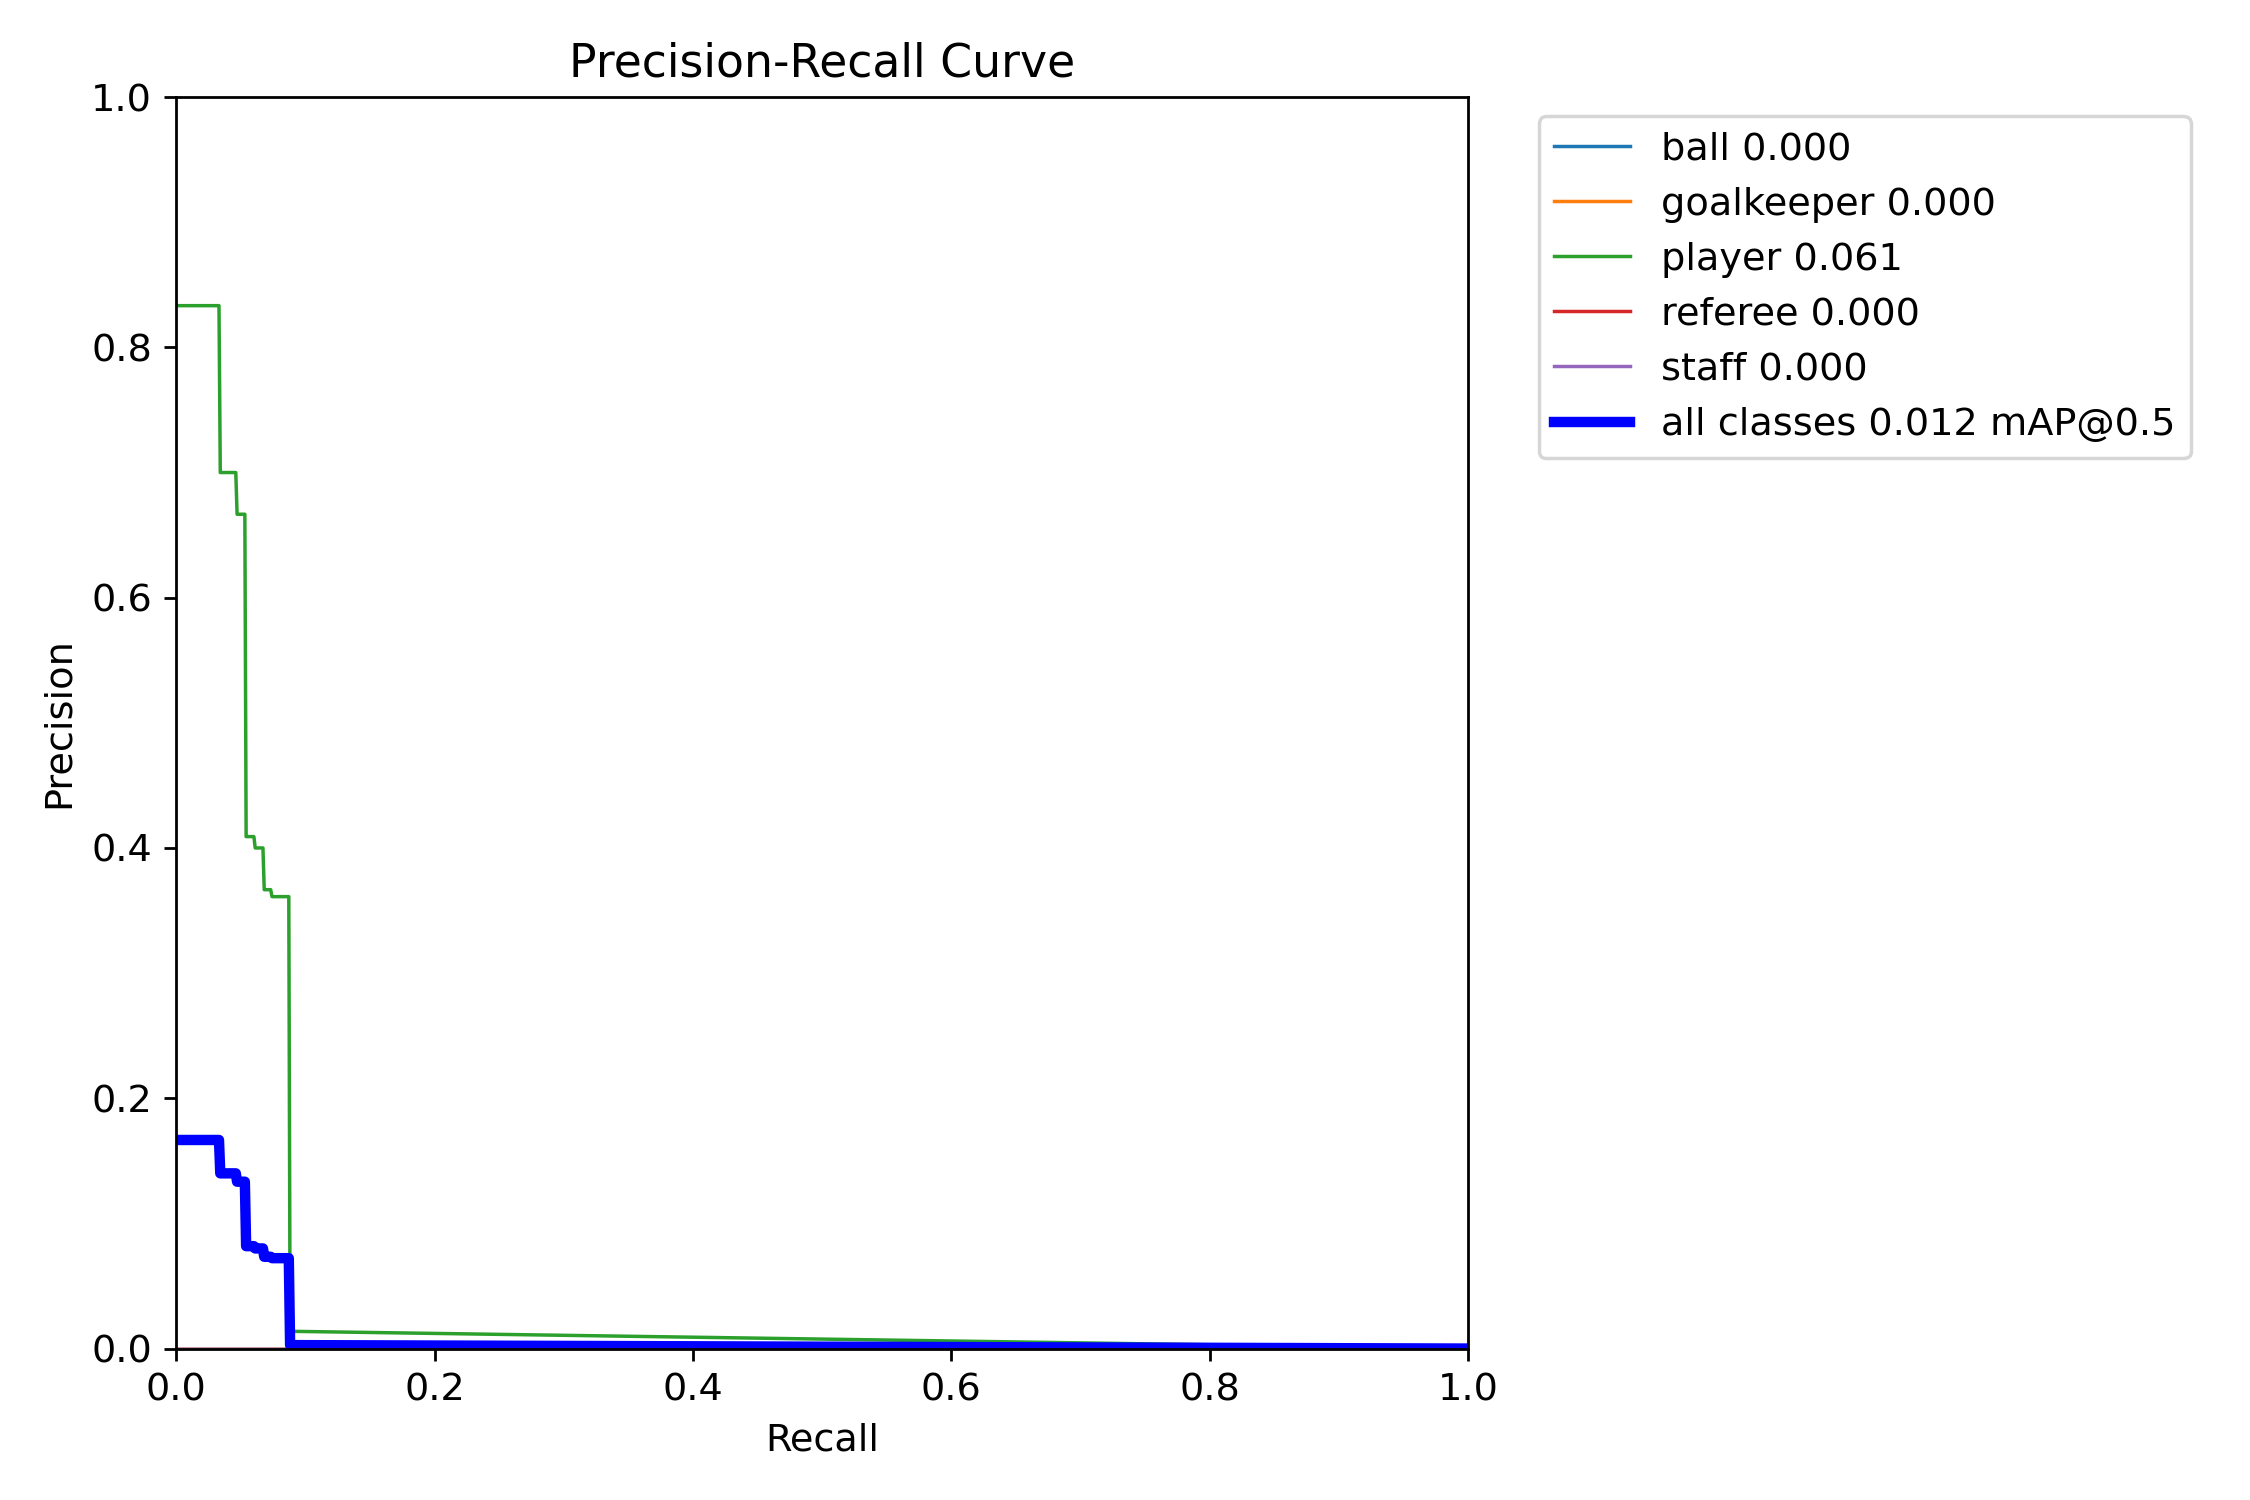 Precision-Recall Curve
1.0
0.8
0.6
0.4
0.2
0.0
Precision
0.0 0.2 0.4 0.6 0.8 1.0
Recall
ball 0.000
goalkeeper 0.000
player 0.061
referee 0.000
staff 0.000
all classes 0.012 mAP@0.5